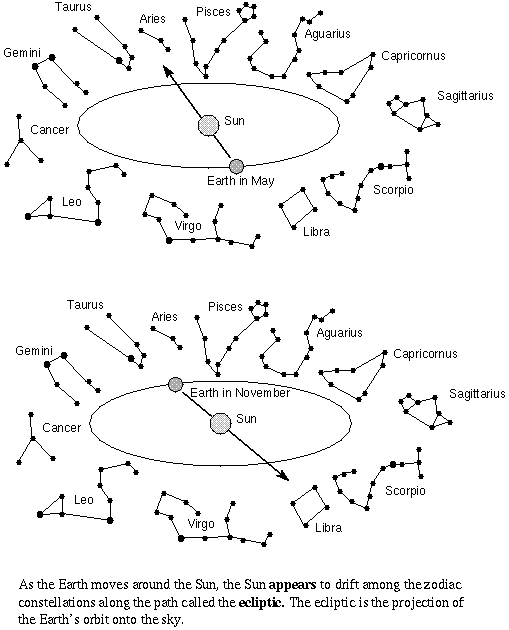 Taurus
Aries
Pisces
Aguarius
Gemini
Capricornus
Sagittarius
Sun
Cancer
Earth in May
Scorpio
Leo
Virgo
Libra
Taurus
Aries
Pisces
Aguarius
Gemini
Capricornus
Earth in November
Sagittarius
Sun
Cancer
Scorpio
Leo
Virgo
Libra
As the Earth moves around the Sun, the Sun appears to drift among the zodiac
constellations along the path called the ecliptic. The ecliptic is the projection of
the Earth's orbit onto the sky.